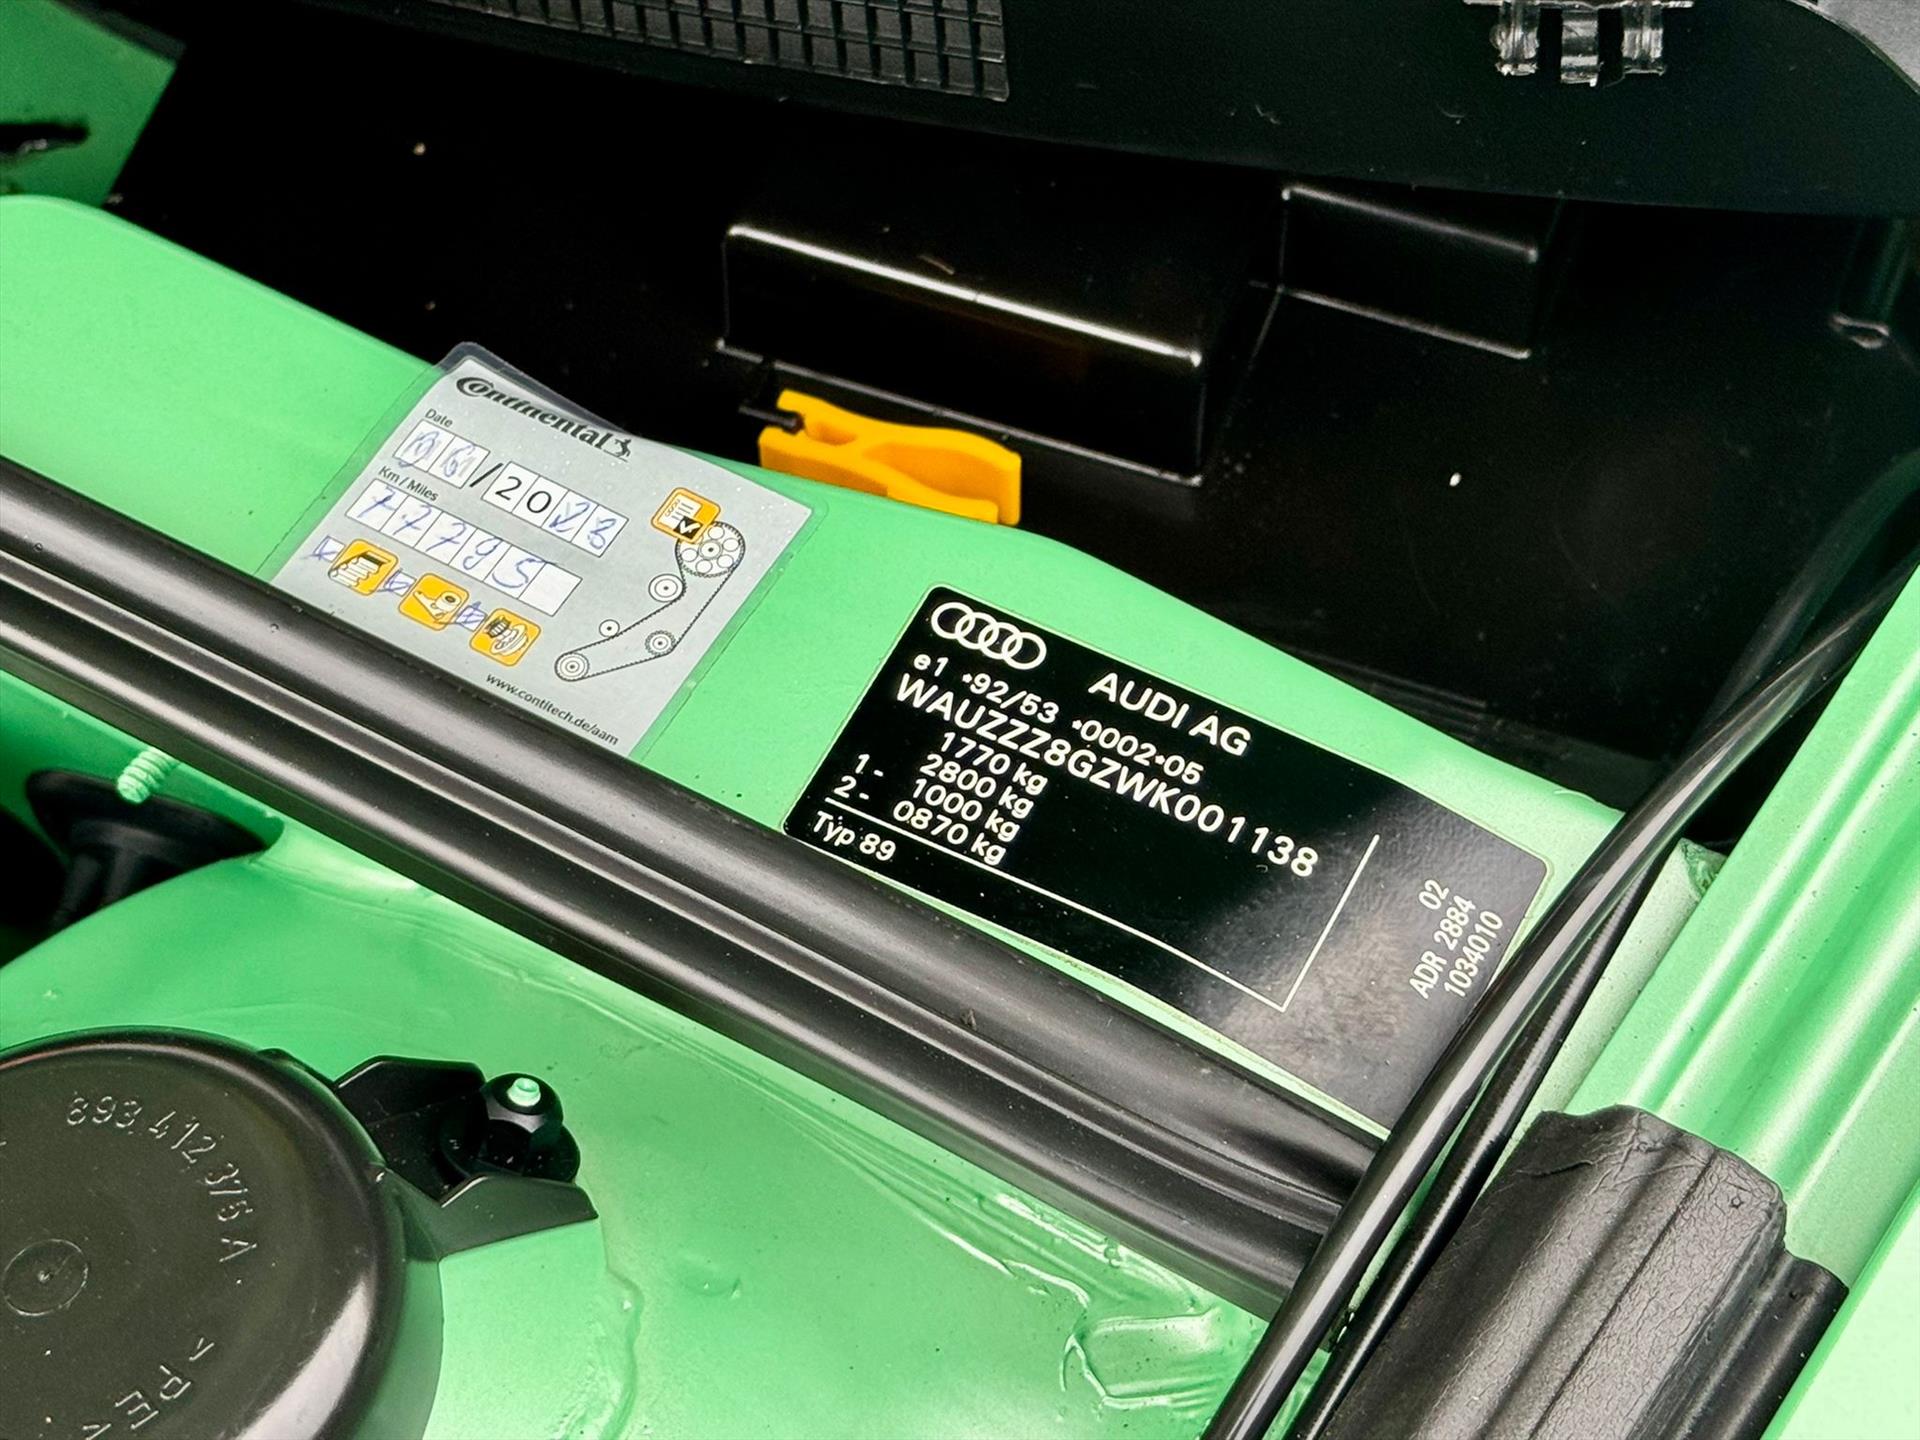 Continental
Date
06/2023
Km / Miles
77795
www.contitech.de/aam
AUDI AG
e1 *92/53 *0002*05
WAUZZZ8GZWK001138
1770 kg
2800 kg
1- 1000 kg
2- 0870 kg
Typ 89
02
ADR 2884
1034010
893 412 375 A